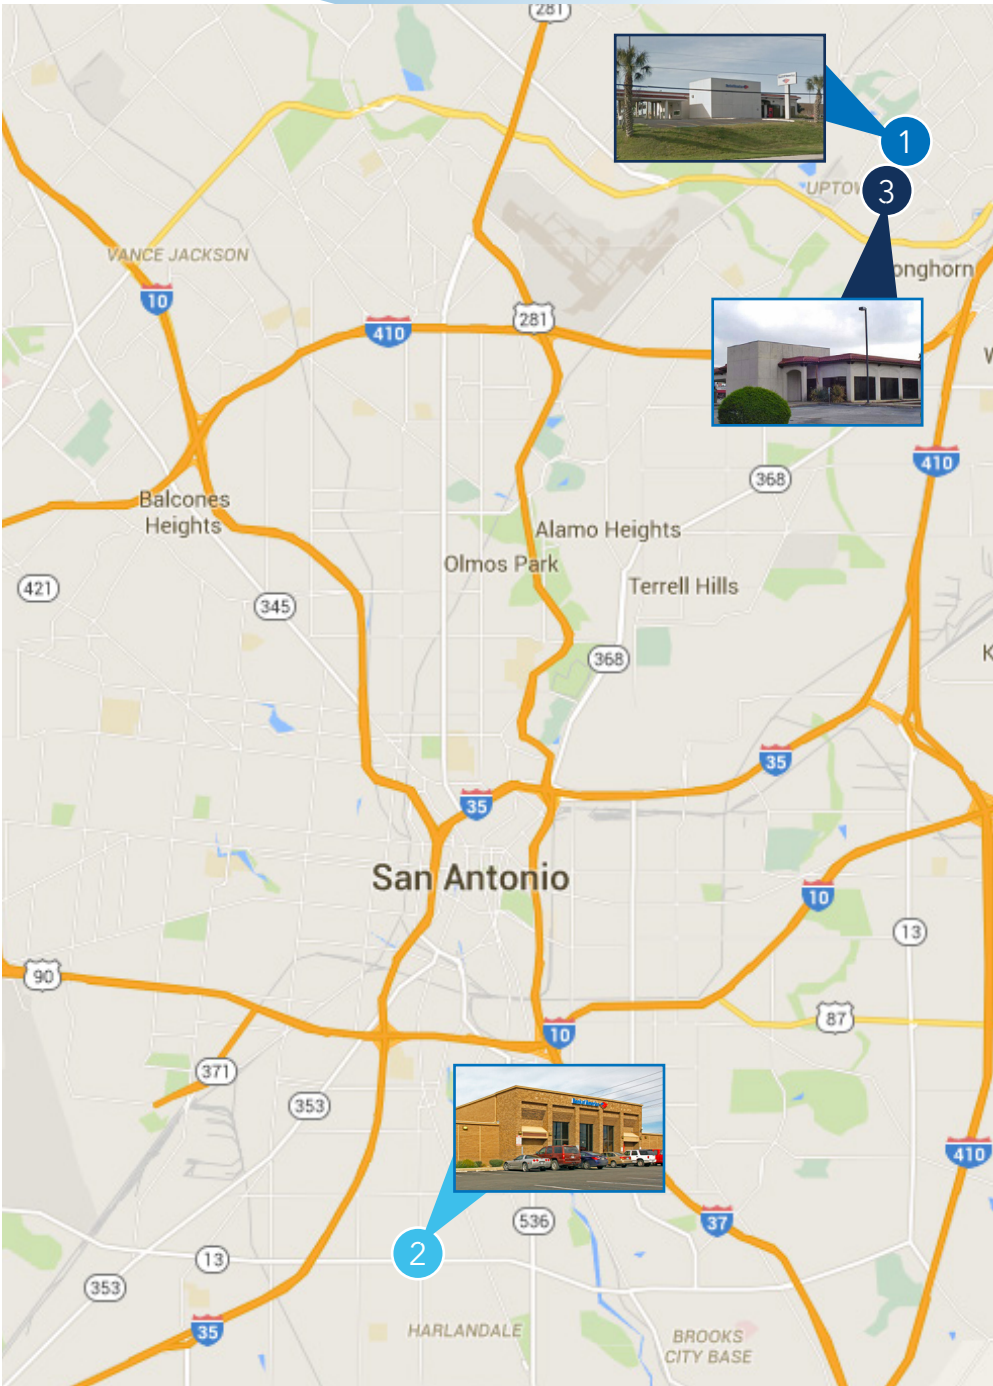 281
1
UPTO
3
VANCE JACKSON
onghorn
10
281
410
W
410
368
Balcones
Heights
Alamo Heights
Olmos Park
421
Terrell Hills
345
368
K
35
35
San Antonio
10
13
90
87
10
371
353
410
536
37
2
13
353
35
HARLANDALE
BROOKS
CITY BASE